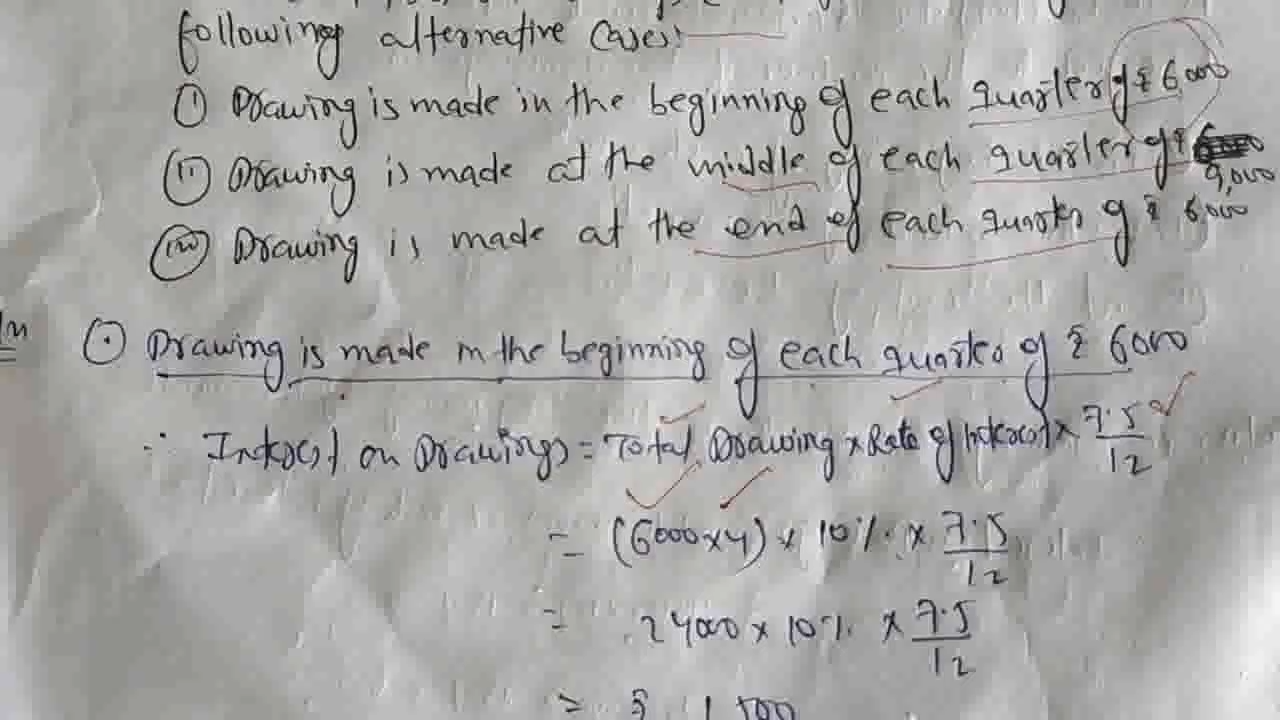 following alternative Cases:
(i) Drawing is made in the beginning of each quarter of ₹ 6000
(ii) Drawing is made at the middle of each quarter of ₹
9,000
(iii) Drawing is made at the end of each quarter of ₹ 6000
Drawing is made in the beginning of each quarter of ₹ 6000
∴ Interest on Drawings = Total Drawing x Rate of Interest x 7.5/12
= (6000x4) x 10% x 7.5/12
= 24000 x 10% x 7.5/12
= ₹ 1500